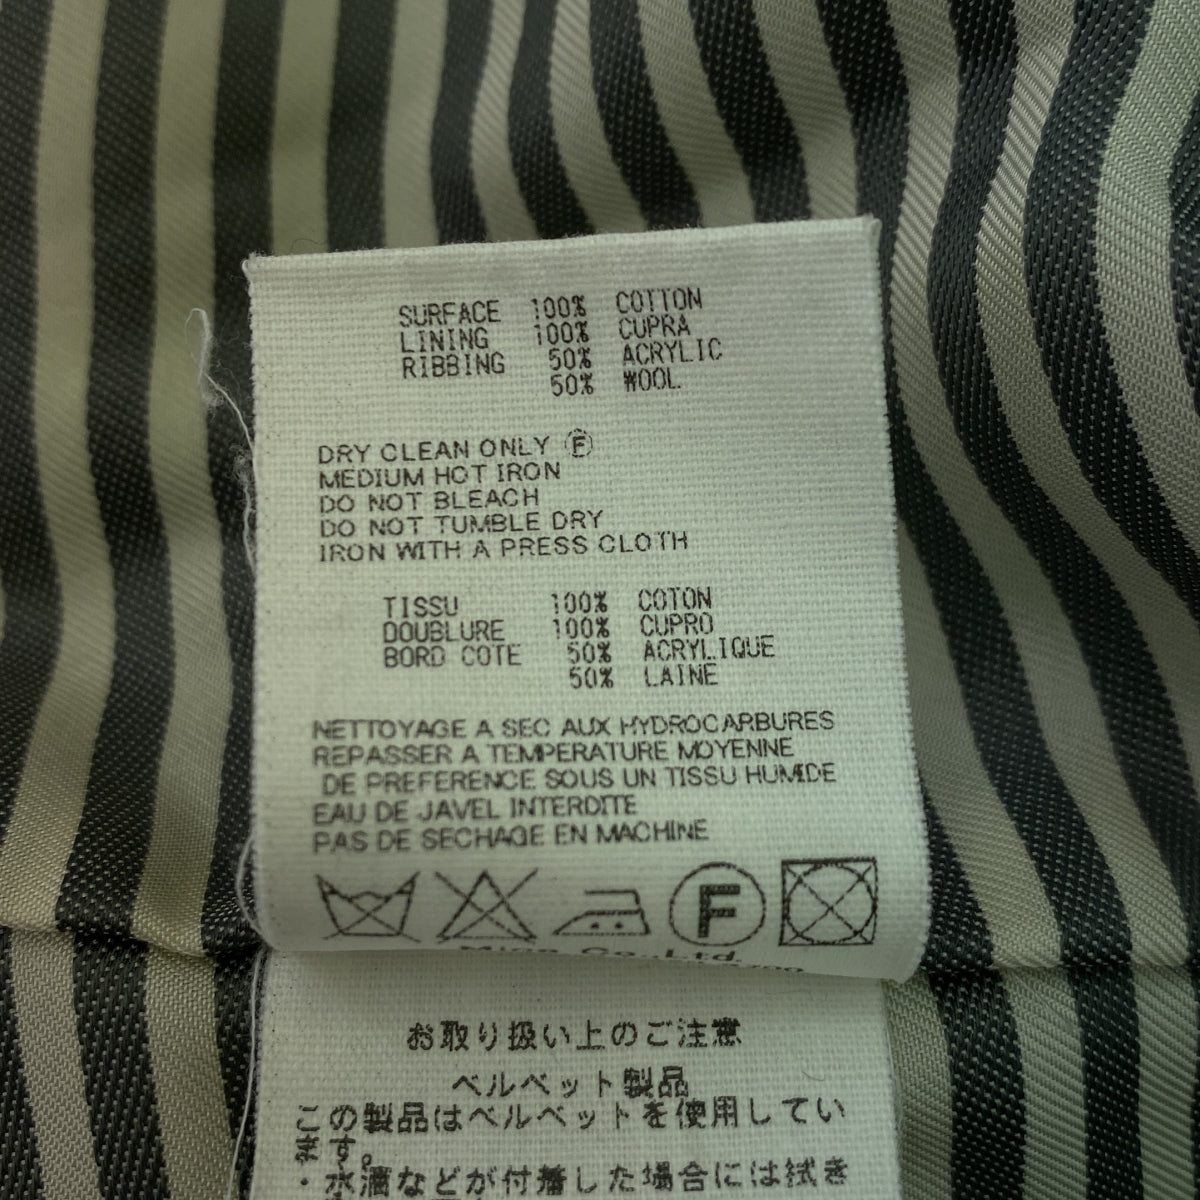 SURFACE 100% COTTON
LINING 100% CUPRA
RIBBING 50% ACRYLIC
50% WOOL
DRY CLEAN ONLY Ⓕ
MEDIUM HOT IRON
DO NOT BLEACH
DO NOT TUMBLE DRY
IRON WITH A PRESS CLOTH
TISSU 100% COTON
DOUBLURE 100% CUPRO
BORD COTE 50% ACRYLIQUE
50% LAINE
NETTOYAGE A SEC AUX HYDROCARBURES
REPASSER A TEMPERATURE MOYENNE
DE PREFERENCE SOUS UN TISSU HUMIDE
EAU DE JAVEL INTERDITE
PAS DE SECHAGE EN MACHINE
F
Co., Ltd.
お取り扱い上のご注意
ベルベット製品
この製品はベルベットを使用してい
ます。
・水滴などが付着した場合には拭き